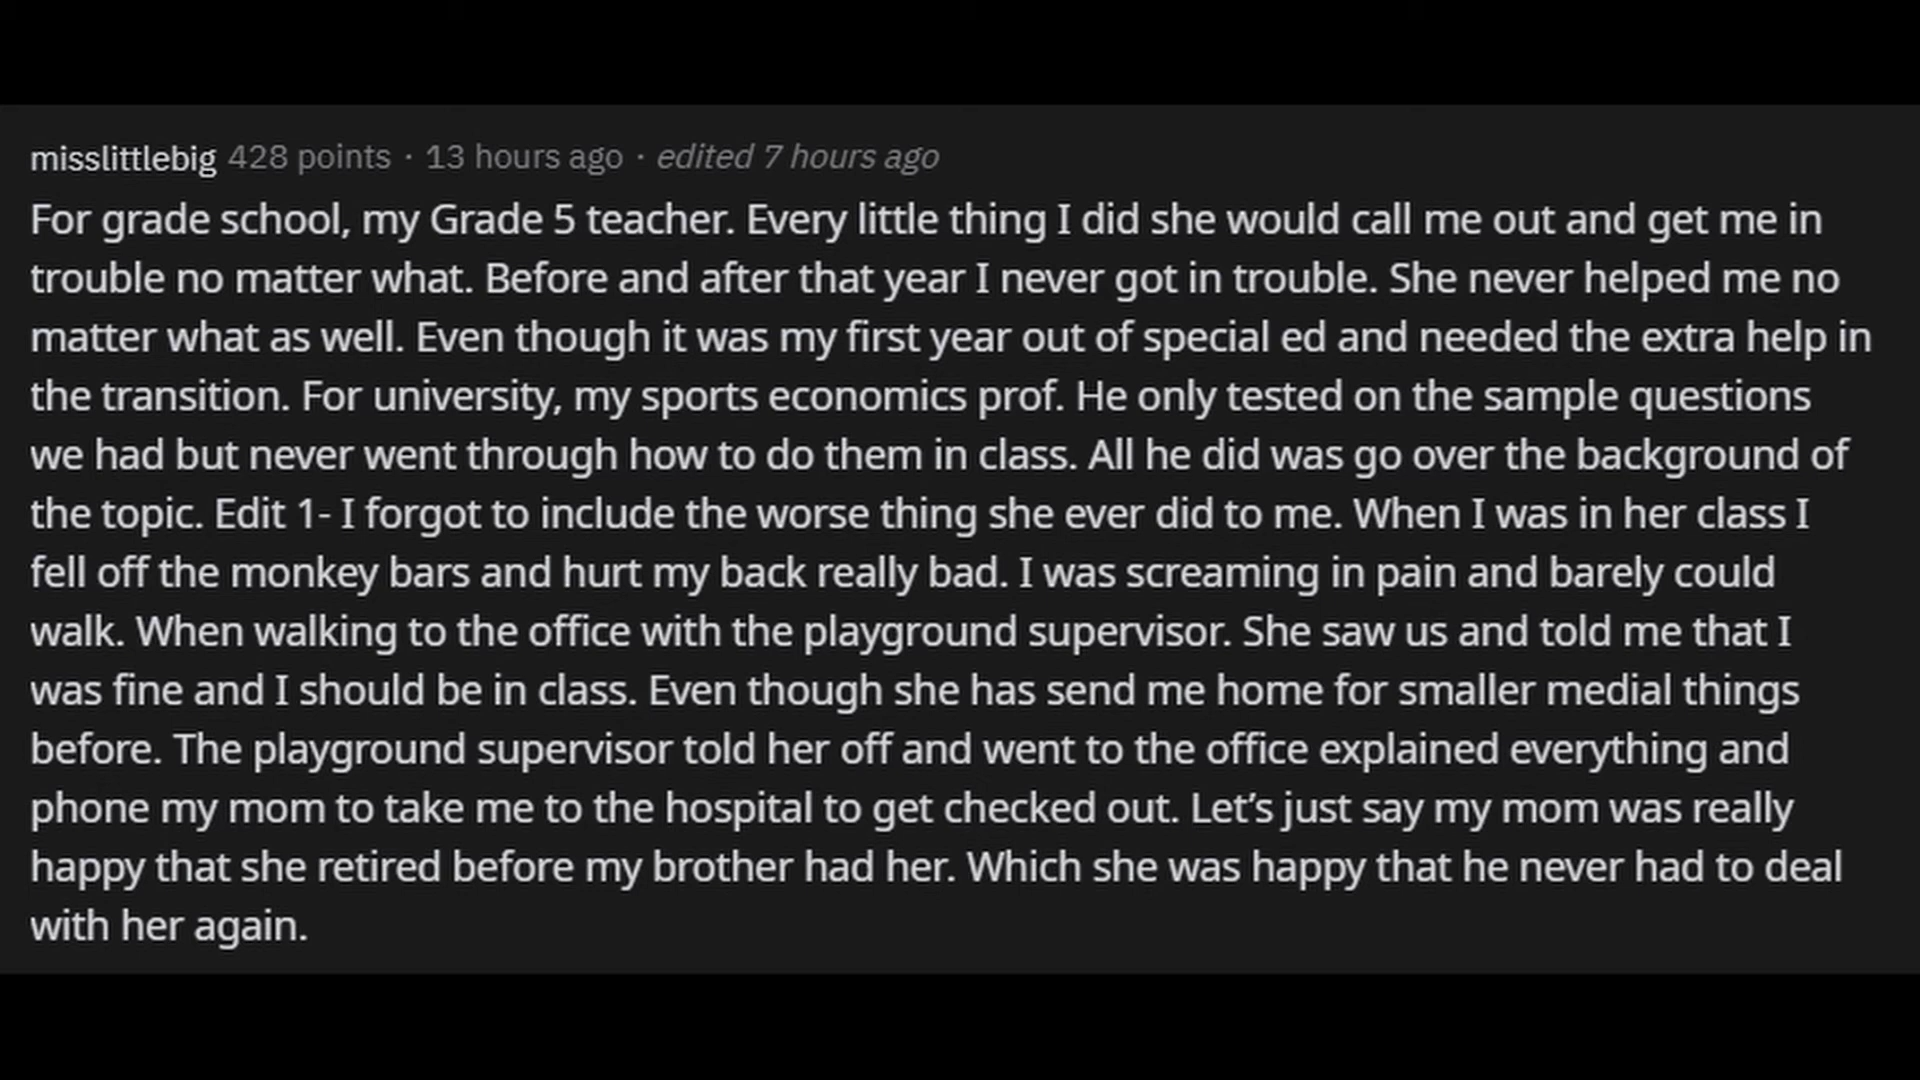 misslittlebig 428 points · 13 hours ago · edited 7 hours ago
For grade school, my Grade 5 teacher. Every little thing I did she would call me out and get me in
trouble no matter what. Before and after that year I never got in trouble. She never helped me no
matter what as well. Even though it was my first year out of special ed and needed the extra help in
the transition. For university, my sports economics prof. He only tested on the sample questions
we had but never went through how to do them in class. All he did was go over the background of
the topic. Edit 1- I forgot to include the worse thing she ever did to me. When I was in her class I
fell off the monkey bars and hurt my back really bad. I was screaming in pain and barely could
walk. When walking to the office with the playground supervisor. She saw us and told me that I
was fine and I should be in class. Even though she has send me home for smaller medial things
before. The playground supervisor told her off and went to the office explained everything and
phone my mom to take me to the hospital to get checked out. Let’s just say my mom was really
happy that she retired before my brother had her. Which she was happy that he never had to deal
with her again.